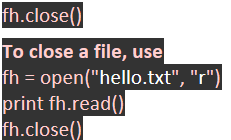 fh.close()
To close a file, use
fh = open("hello.txt", "r")
print fh.read()
fh.close()